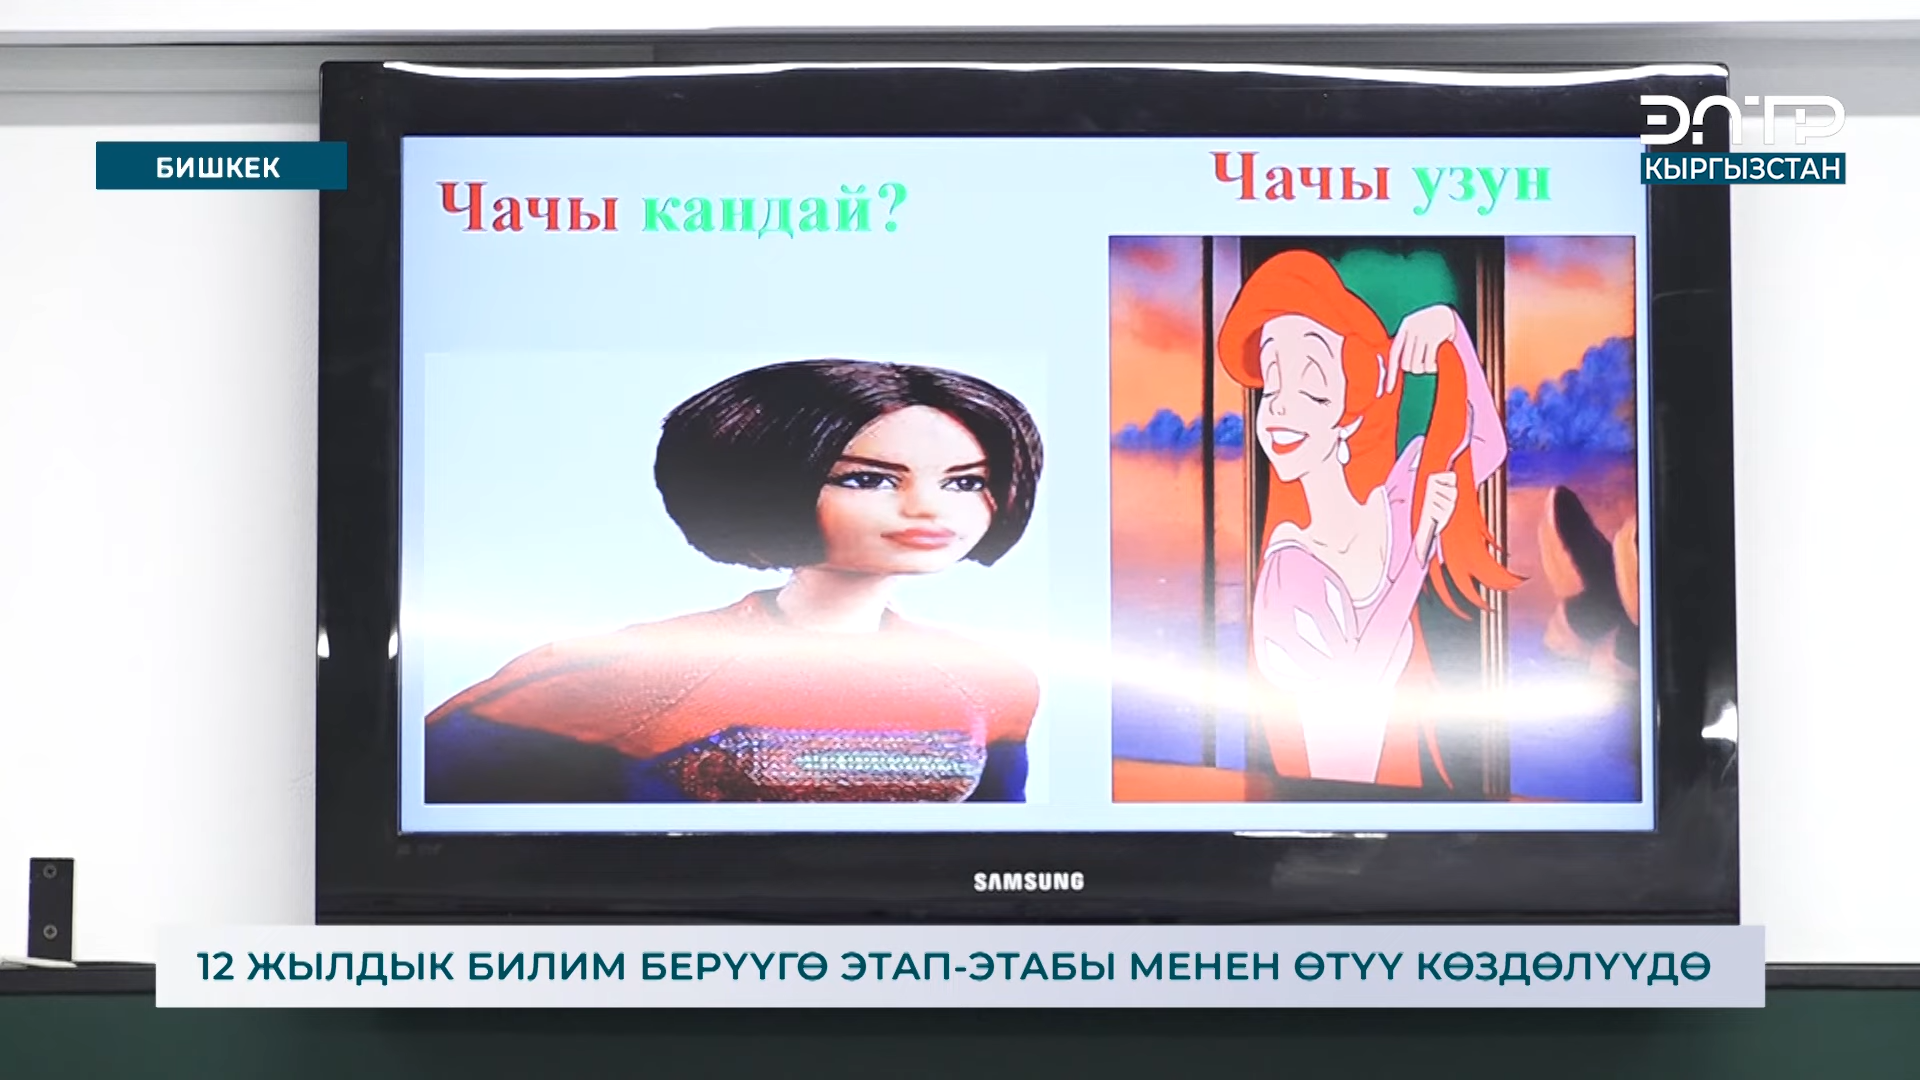 БИШКЕК
ЭЛТР
КЫРГЫЗСТАН
Чачы кандай?
Чачы узун
SAMSUNG
12 ЖЫЛДЫК БИЛИМ БЕРҮҮГӨ ЭТАП-ЭТАБЫ МЕНЕН ӨТҮҮ КӨЗДӨЛҮҮДӨ